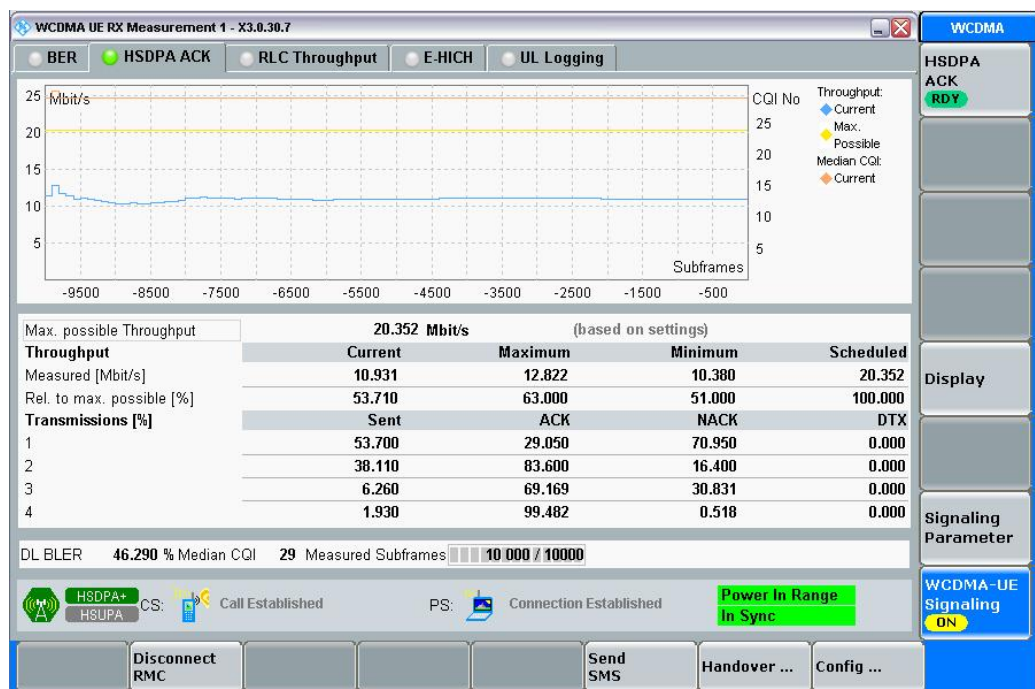 WCDMA UE RX Measurement 1 - X3.0.30.7
WCDMA
BER HSDPA ACK RLC Throughput E-HICH UL Logging
HSDPA
ACK
RDY
25 Mbit/s
20
15
10
5
CQI No
25
20
15
10
5
Throughput:
Current
Max.
Possible
Median CQI:
Current
Subframes
-9500 -8500 -7500 -6500 -5500 -4500 -3500 -2500 -1500 -500
Max. possible Throughput 20.352 Mbit/s (based on settings)
Throughput Current Maximum Minimum Scheduled
Measured [Mbit/s] 10.931 12.822 10.380 20.352
Rel. to max. possible [%] 53.710 63.000 51.000 100.000
Transmissions [%] Sent ACK NACK DTX
1 53.700 29.050 70.950 0.000
2 38.110 83.600 16.400 0.000
3 6.260 69.169 30.831 0.000
4 1.930 99.482 0.518 0.000
DL BLER 46.290 % Median CQI 29 Measured Subframes 10 000 / 10000
HSDPA+
HSUPA
CS: Call Established PS: Connection Established
Power In Range
In Sync
Display
Signaling
Parameter
WCDMA-UE
Signaling
ON
Disconnect
RMC
Send
SMS
Handover ...
Config ...